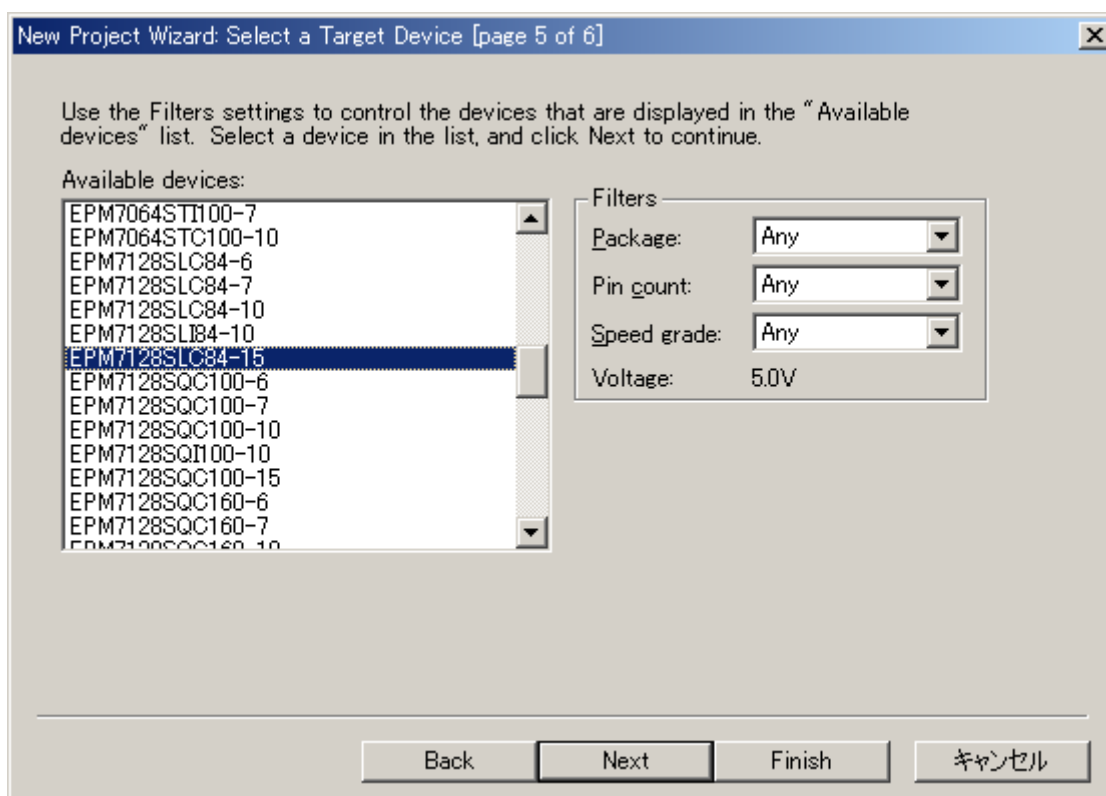 New Project Wizard: Select a Target Device [page 5 of 6]
Use the Filters settings to control the devices that are displayed in the "Available
devices" list. Select a device in the list, and click Next to continue.
Available devices:
EPM7064STI100-7
EPM7064STC100-10
EPM7128SLC84-6
EPM7128SLC84-7
EPM7128SLC84-10
EPM7128SLI84-10
EPM7128SLC84-15
EPM7128SQC100-6
EPM7128SQC100-7
EPM7128SQC100-10
EPM7128SQI100-10
EPM7128SQC100-15
EPM7128SQC160-6
EPM7128SQC160-7
EPM7128SQC160-10
Filters
Package: Any
Pin count: Any
Speed grade: Any
Voltage: 5.0V
Back Next Finish キャンセル